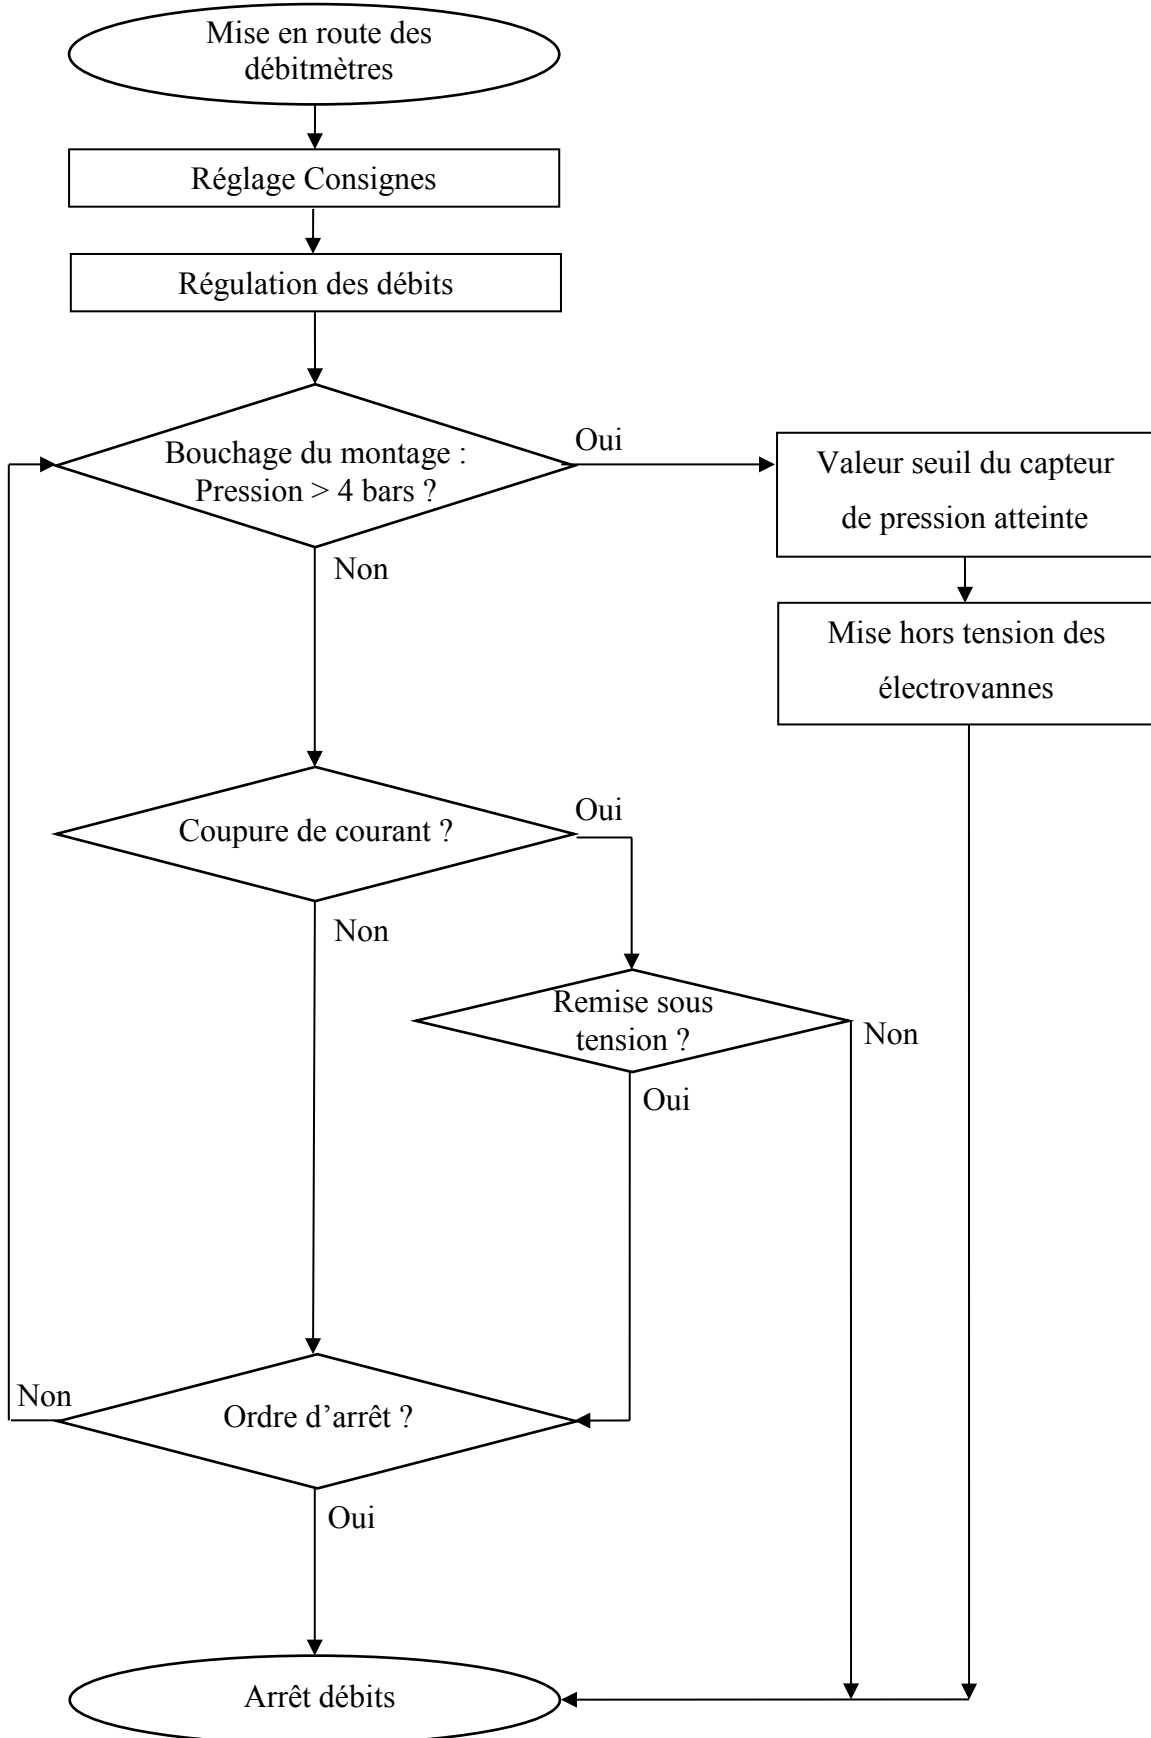 Mise en route des
débitmètres
Réglage Consignes
Régulation des débits
Bouchage du montage :
Pression > 4 bars ?
Oui
Valeur seuil du capteur
de pression atteinte
Non
Mise hors tension des
électrovannes
Coupure de courant ?
Oui
Non
Remise sous
tension ?
Non
Oui
Non
Ordre d’arrêt ?
Oui
Arrêt débits